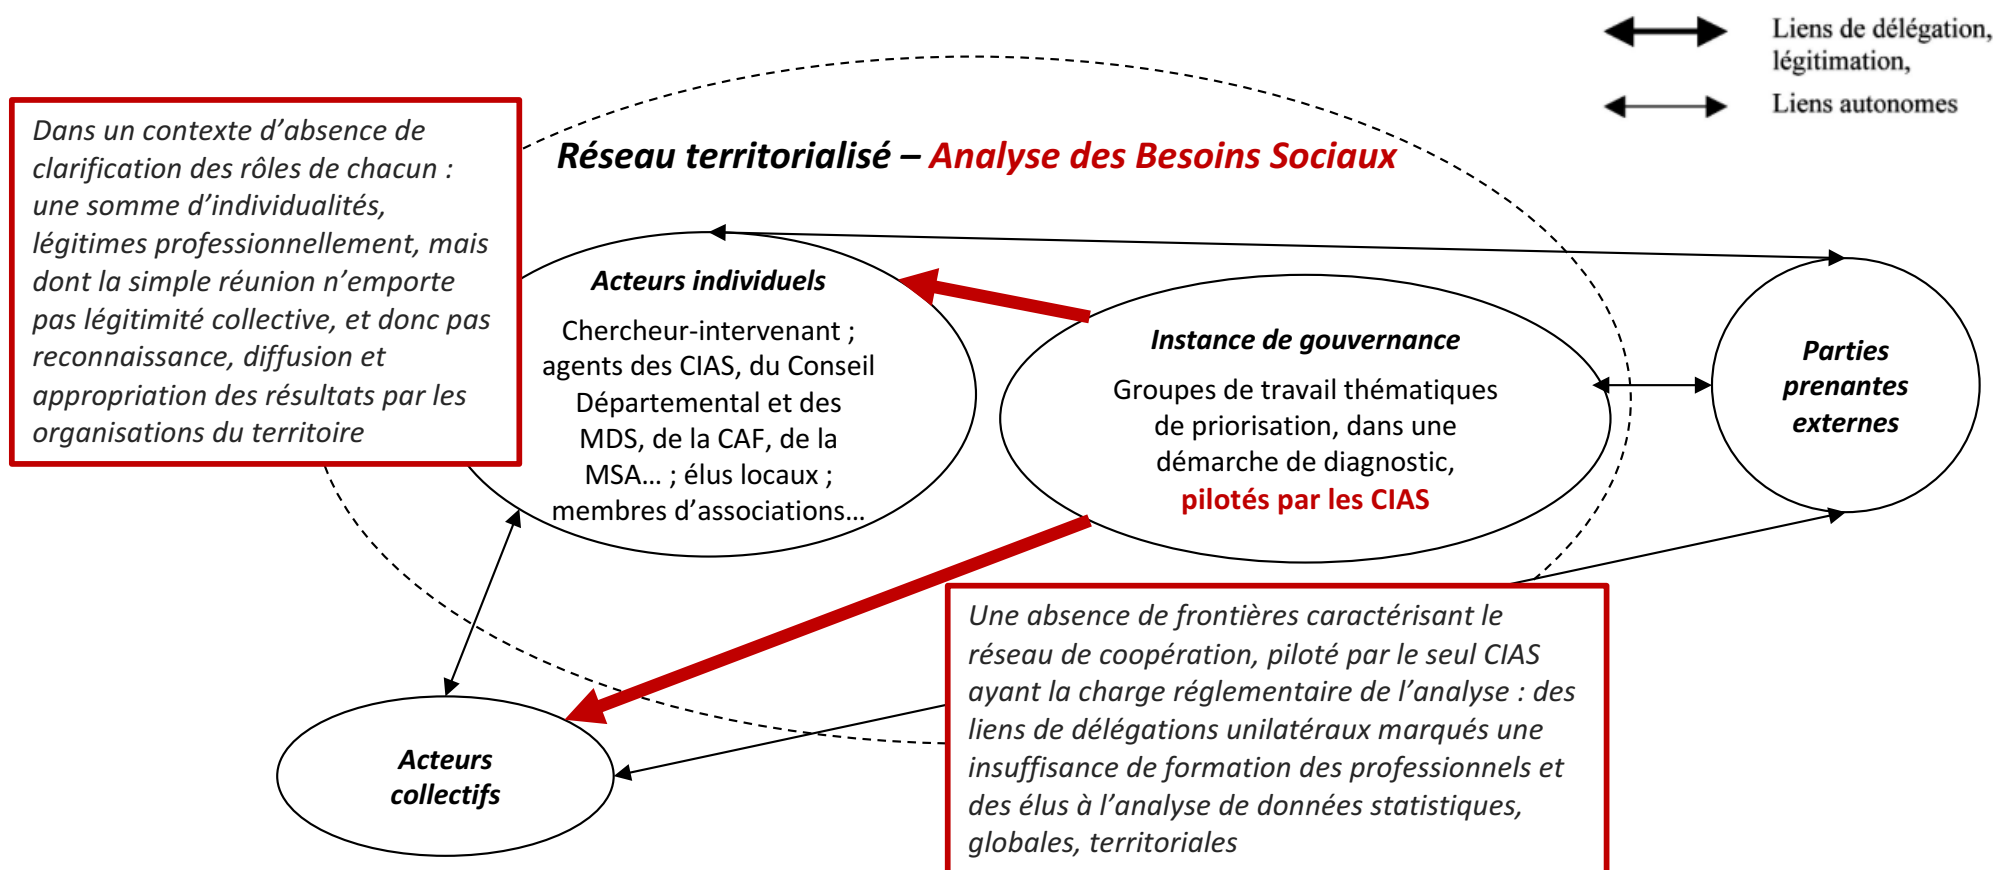 Liens de délégation,
légitimation,
Liens autonomes
Réseau territorialisé – Analyse des Besoins Sociaux
Dans un contexte d’absence de
clarification des rôles de chacun :
une somme d’individualités,
légitimes professionnellement, mais
dont la simple réunion n’emporte
pas légitimité collective, et donc pas
reconnaissance, diffusion et
appropriation des résultats par les
organisations du territoire
Acteurs individuels
Chercheur-intervenant ;
agents des CIAS, du Conseil
Départemental et des
MDS, de la CAF, de la
MSA… ; élus locaux ;
membres d’associations…
Instance de gouvernance
Groupes de travail thématiques
de priorisation, dans une
démarche de diagnostic,
pilotés par les CIAS
Parties
prenantes
externes
Acteurs
collectifs
Une absence de frontières caractérisant le
réseau de coopération, piloté par le seul CIAS
ayant la charge réglementaire de l’analyse : des
liens de délégations unilatéraux marqués une
insuffisance de formation des professionnels et
des élus à l’analyse de données statistiques,
globales, territoriales